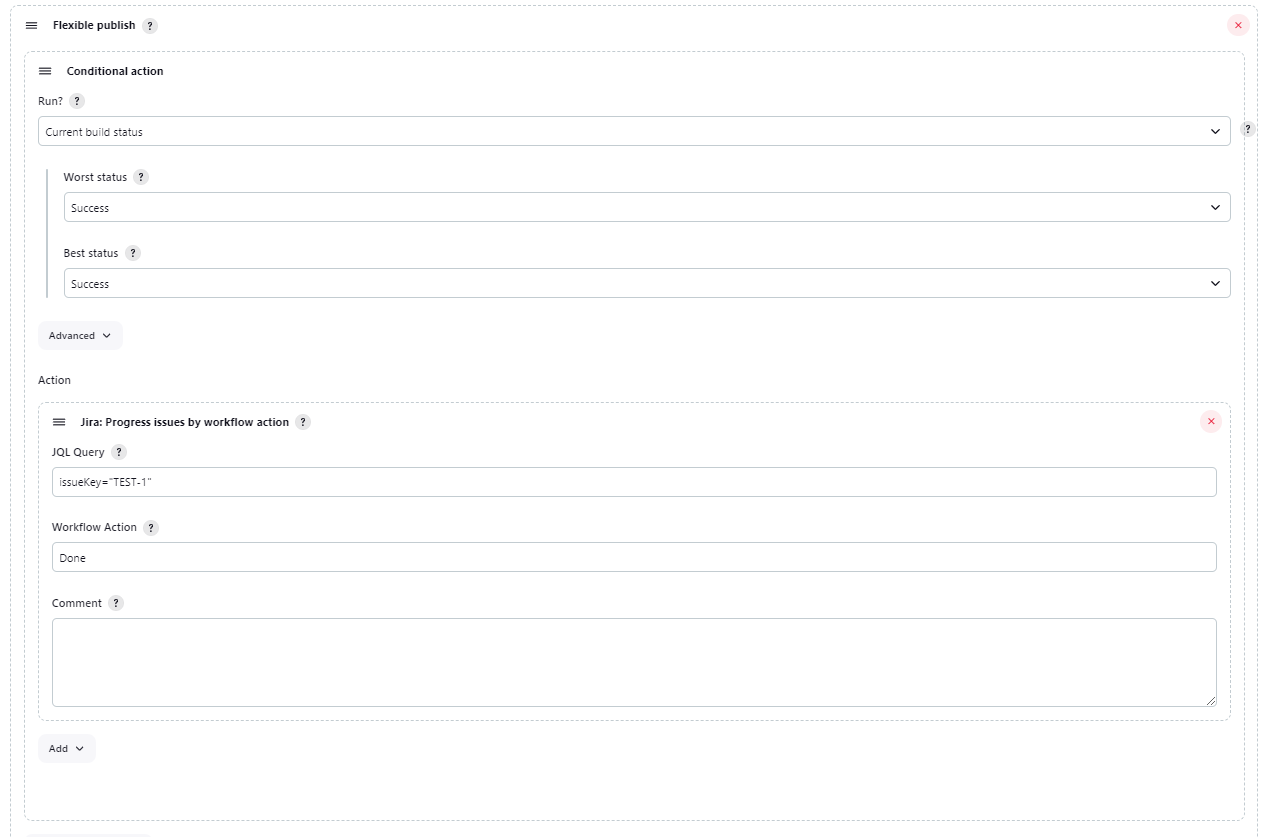 Flexible publish ?
Conditional action
Run? ?
Current build status
?
Worst status ?
Success
Best status ?
Success
Advanced
Action
Jira: Progress issues by workflow action ?
JQL Query ?
issueKey="TEST-1"
Workflow Action ?
Done
Comment ?
Add